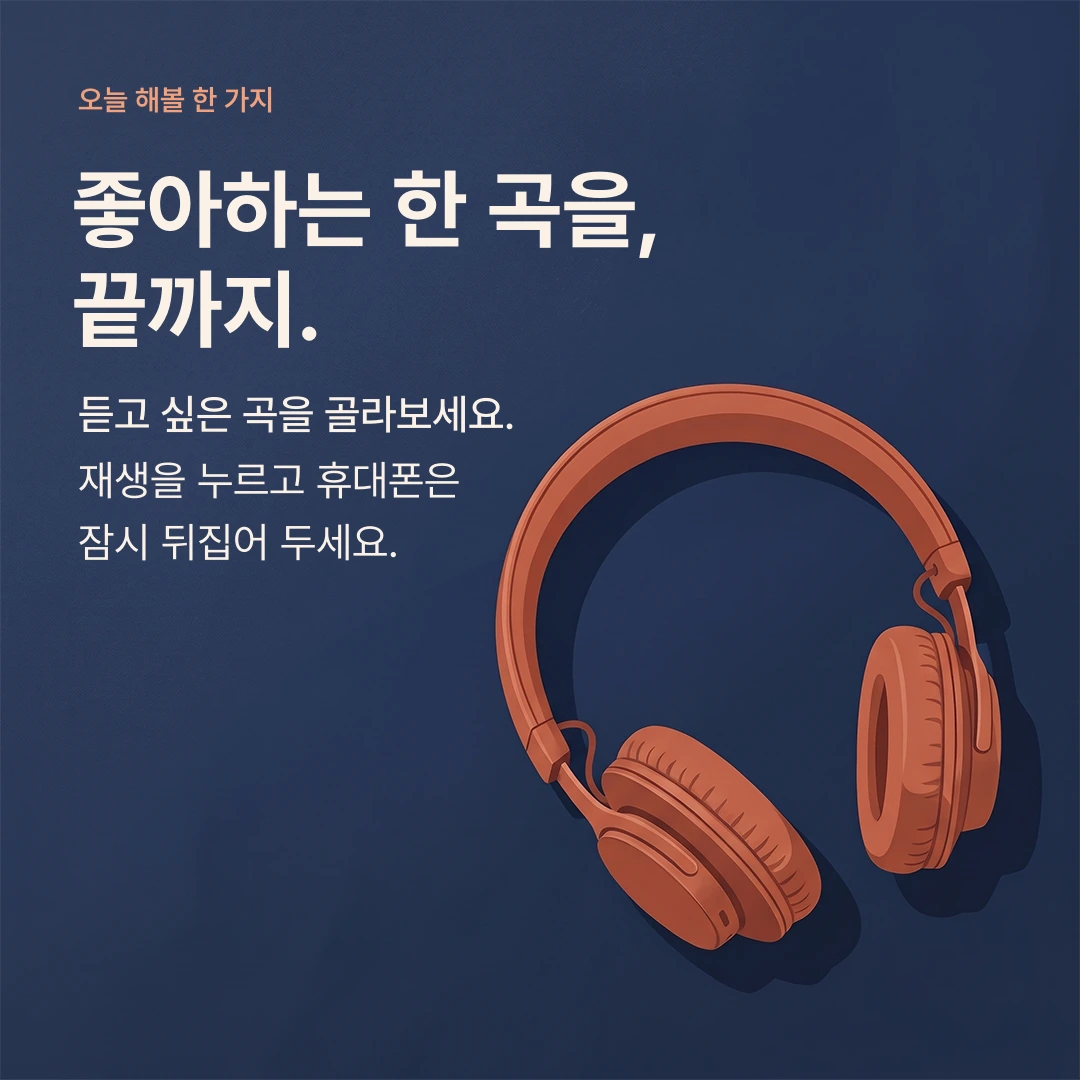 오늘 해볼 한 가지
좋아하는 한 곡을,
끝까지.
듣고 싶은 곡을 골라보세요.
재생을 누르고 휴대폰은
잠시 뒤집어 두세요.